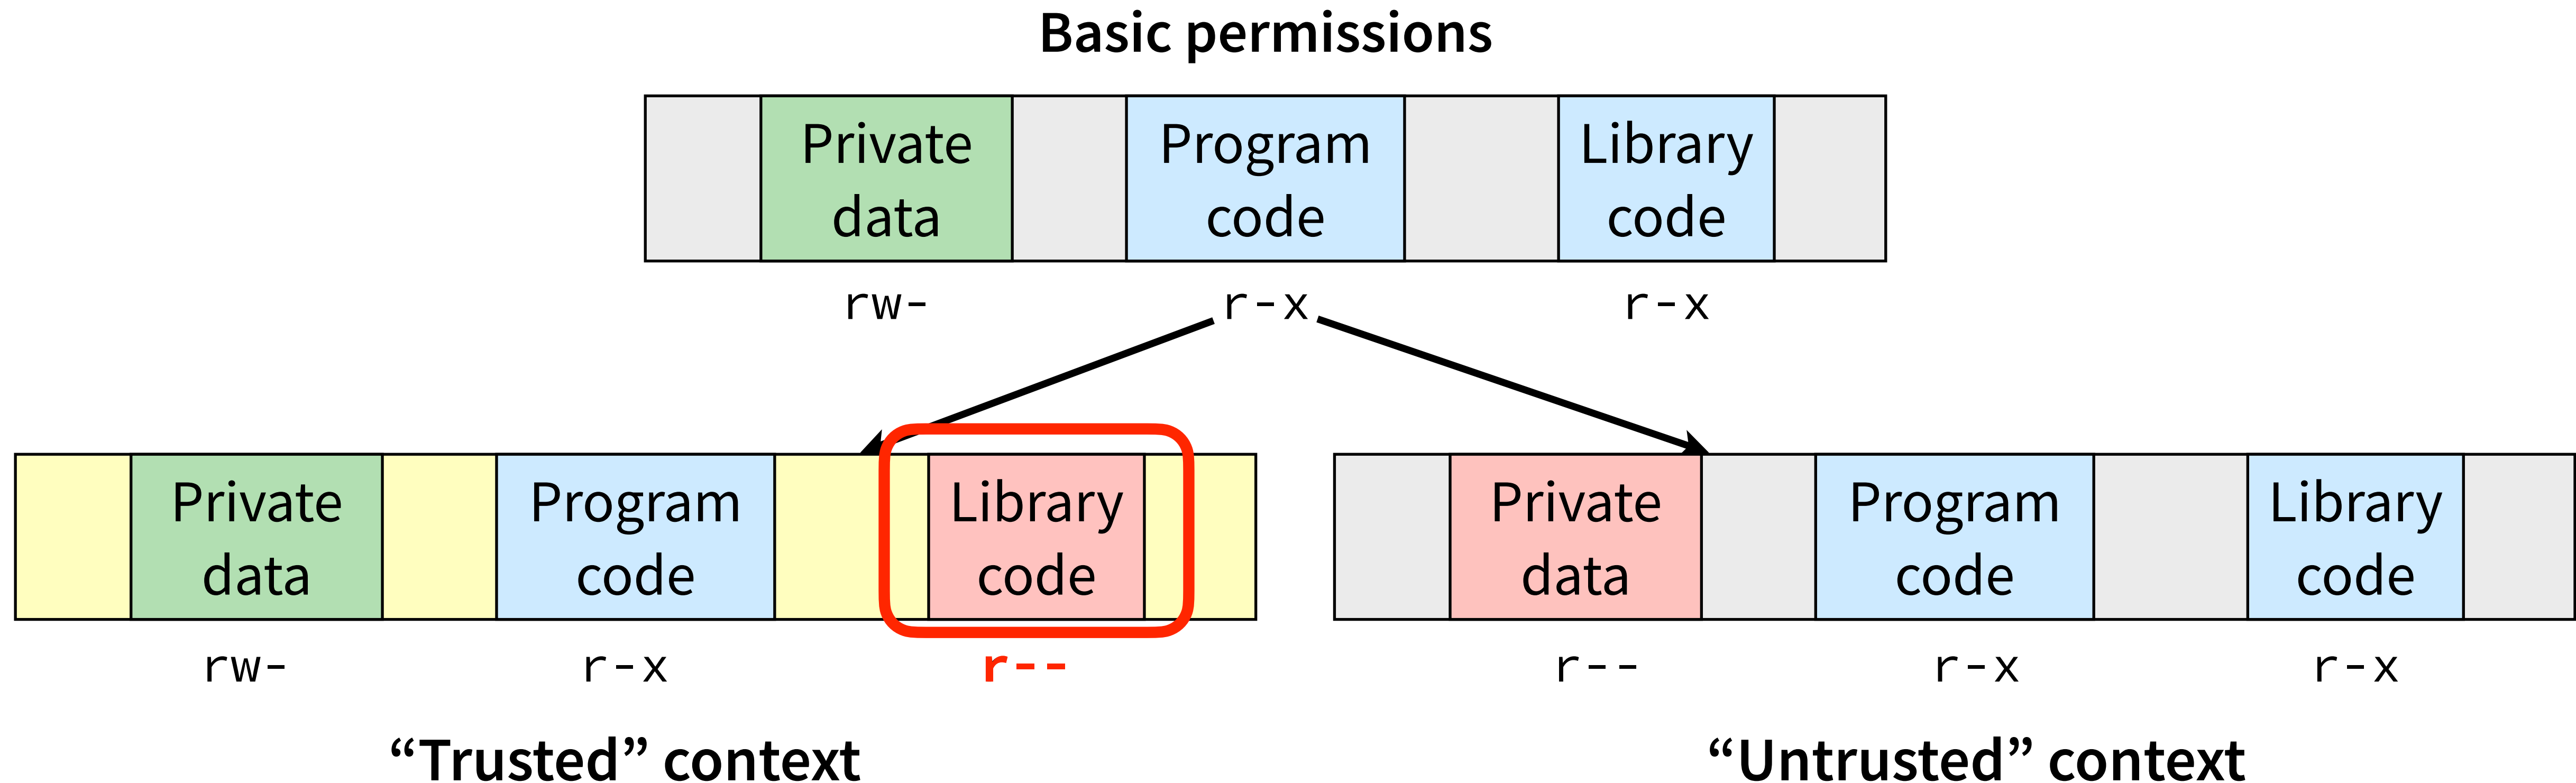 Basic permissions
Private
data
Program
code
Library
code
rw-
r-x
r-x
Private
data
Program
code
Library
code
rw-
r-x
r--
“Trusted” context
Private
data
Program
code
Library
code
r--
r-x
r-x
“Untrusted” context